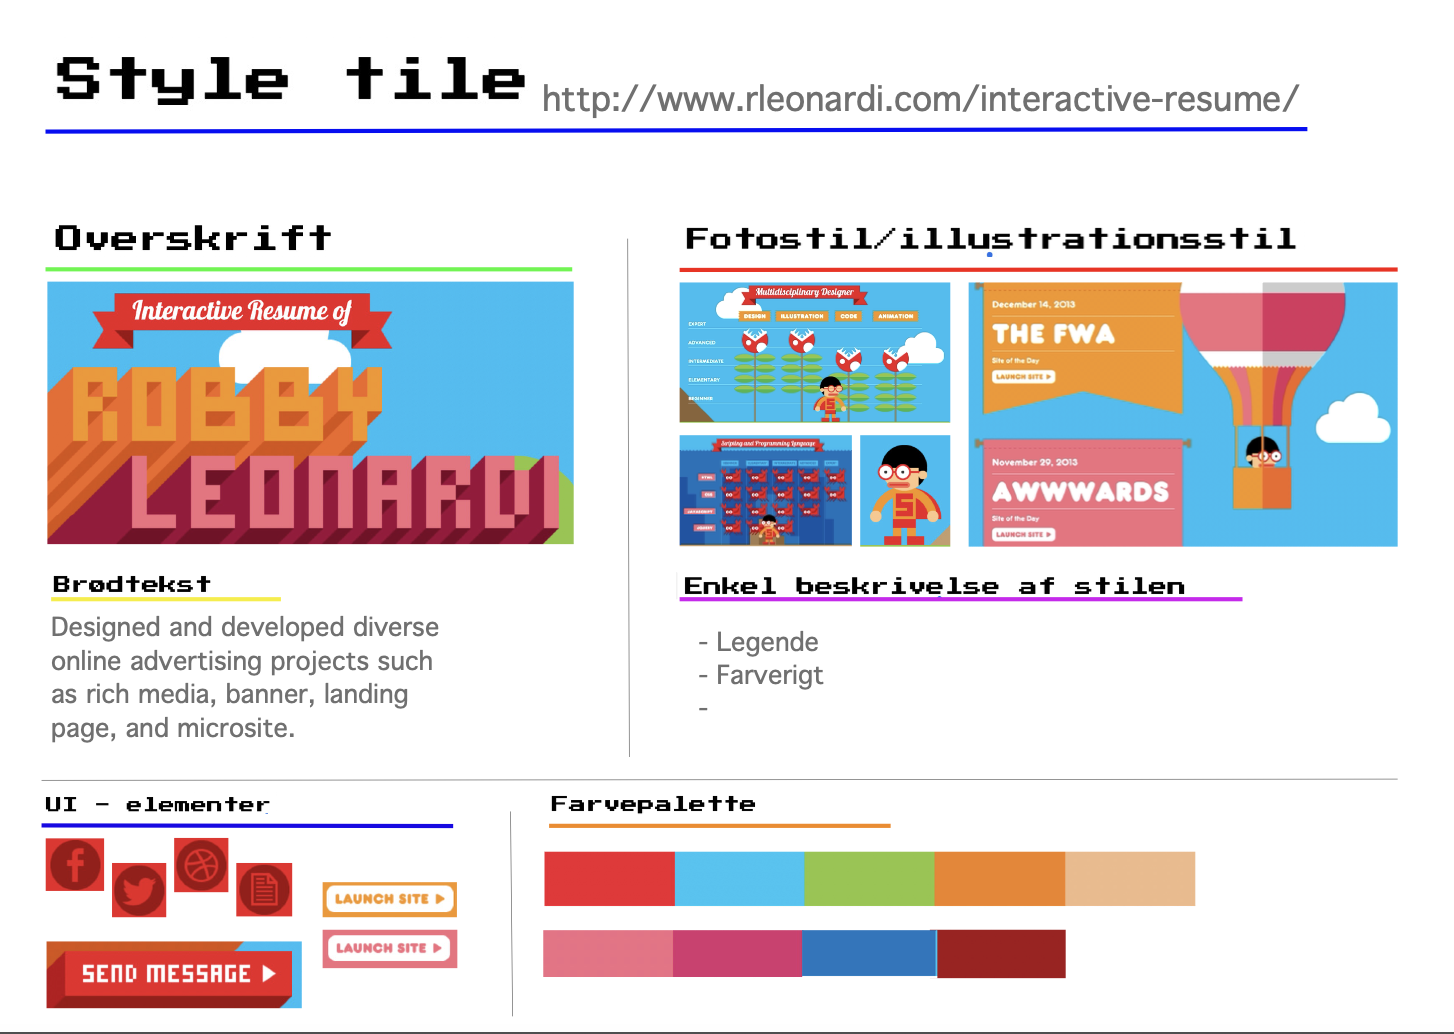 Style tile http://www.rleonardi.com/interactive-resume/
Overskrift
Interactive Resume of
ROBBY
LEONARDI
Brødtekst
Designed and developed diverse
online advertising projects such
as rich media, banner, landing
page, and microsite.
Fotostil/illustrationsstil
Multidisciplinary Designer
DESIGN ILLUSTRATION CODE ANIMATION
EXPERT
ADVANCED
INTERMEDIATE
ELEMENTARY
BEGINNER
Scriping and Programming Language
HTML
CSS
JAVASCRIPT
S
December 14, 2013
THE FWA
Site of the Day
LAUNCH SITE
November 29, 2013
AWWWARDS
Site of the Day
LAUNCH SITE
Enkel beskrivelse af stilen
- Legende
- Farverigt
-
UI - elementer
f
LAUNCH SITE
LAUNCH SITE
SEND MESSAGE
Farvepalette